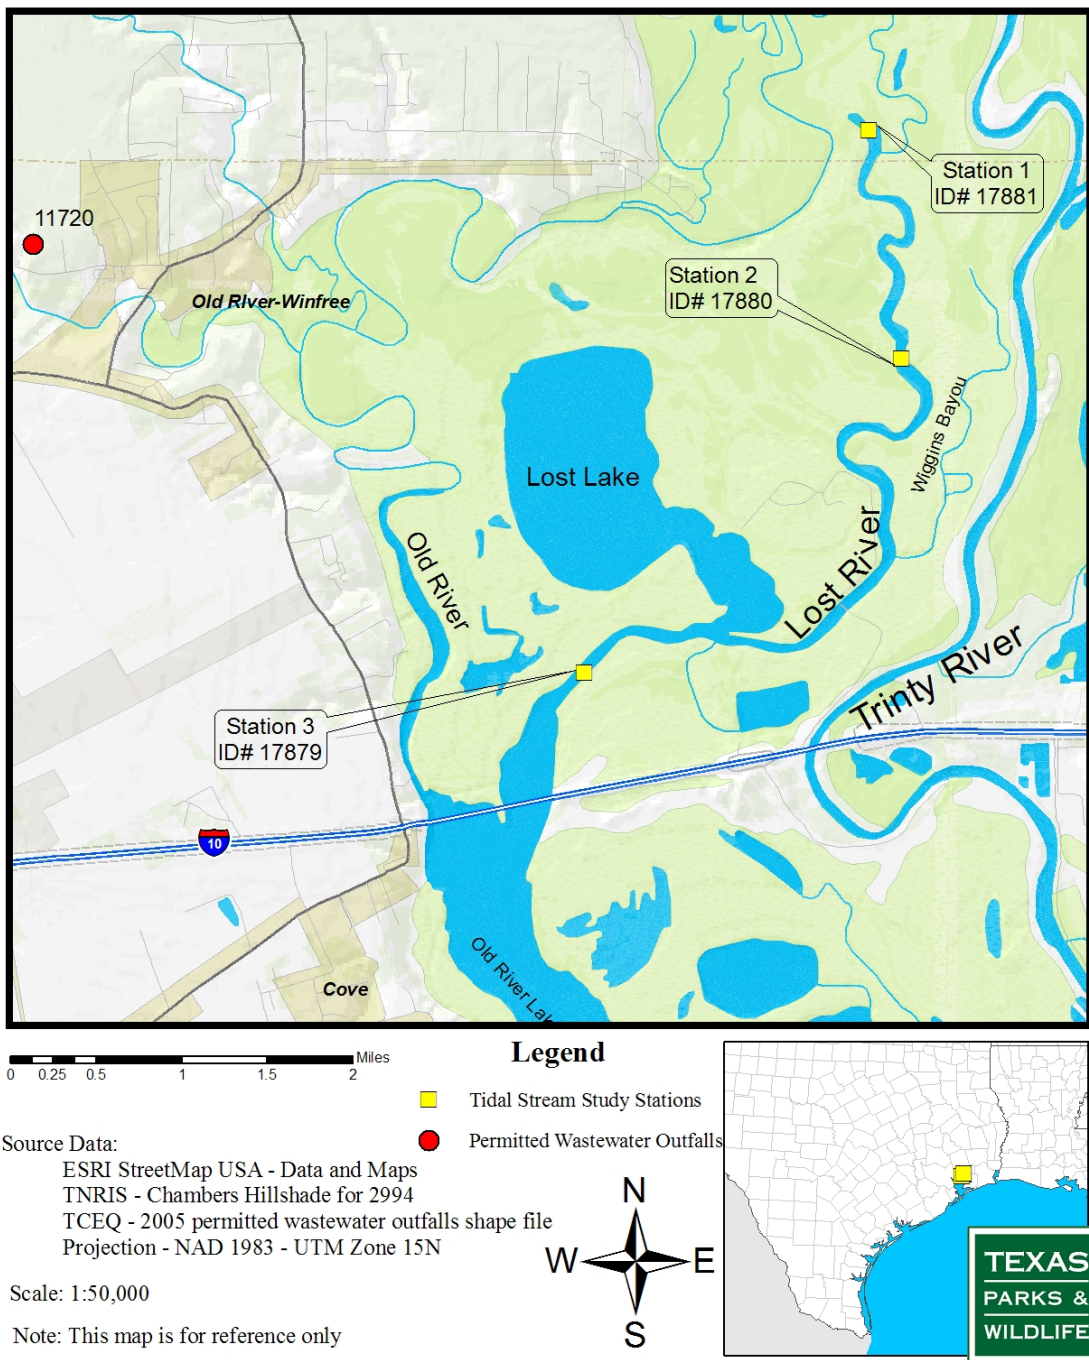 Station 1
ID# 17881
11720
Station 2
ID# 17880
Old River-Winfree
Wiggins Bayou
Lost Lake
Lost River
Old River
Trinty River
Station 3
ID# 17879
10
Old River Lake
Cove
Miles
0 0.25 0.5 1 1.5 2
Legend
Tidal Stream Study Stations
Permitted Wastewater Outfalls
Source Data:
ESRI StreetMap USA - Data and Maps
TNRIS - Chambers Hillshade for 2994
TCEQ - 2005 permitted wastewater outfalls shape file
Projection - NAD 1983 - UTM Zone 15N
Scale: 1:50,000
Note: This map is for reference only
N
W E
S
TEXAS
PARKS &
WILDLIFE